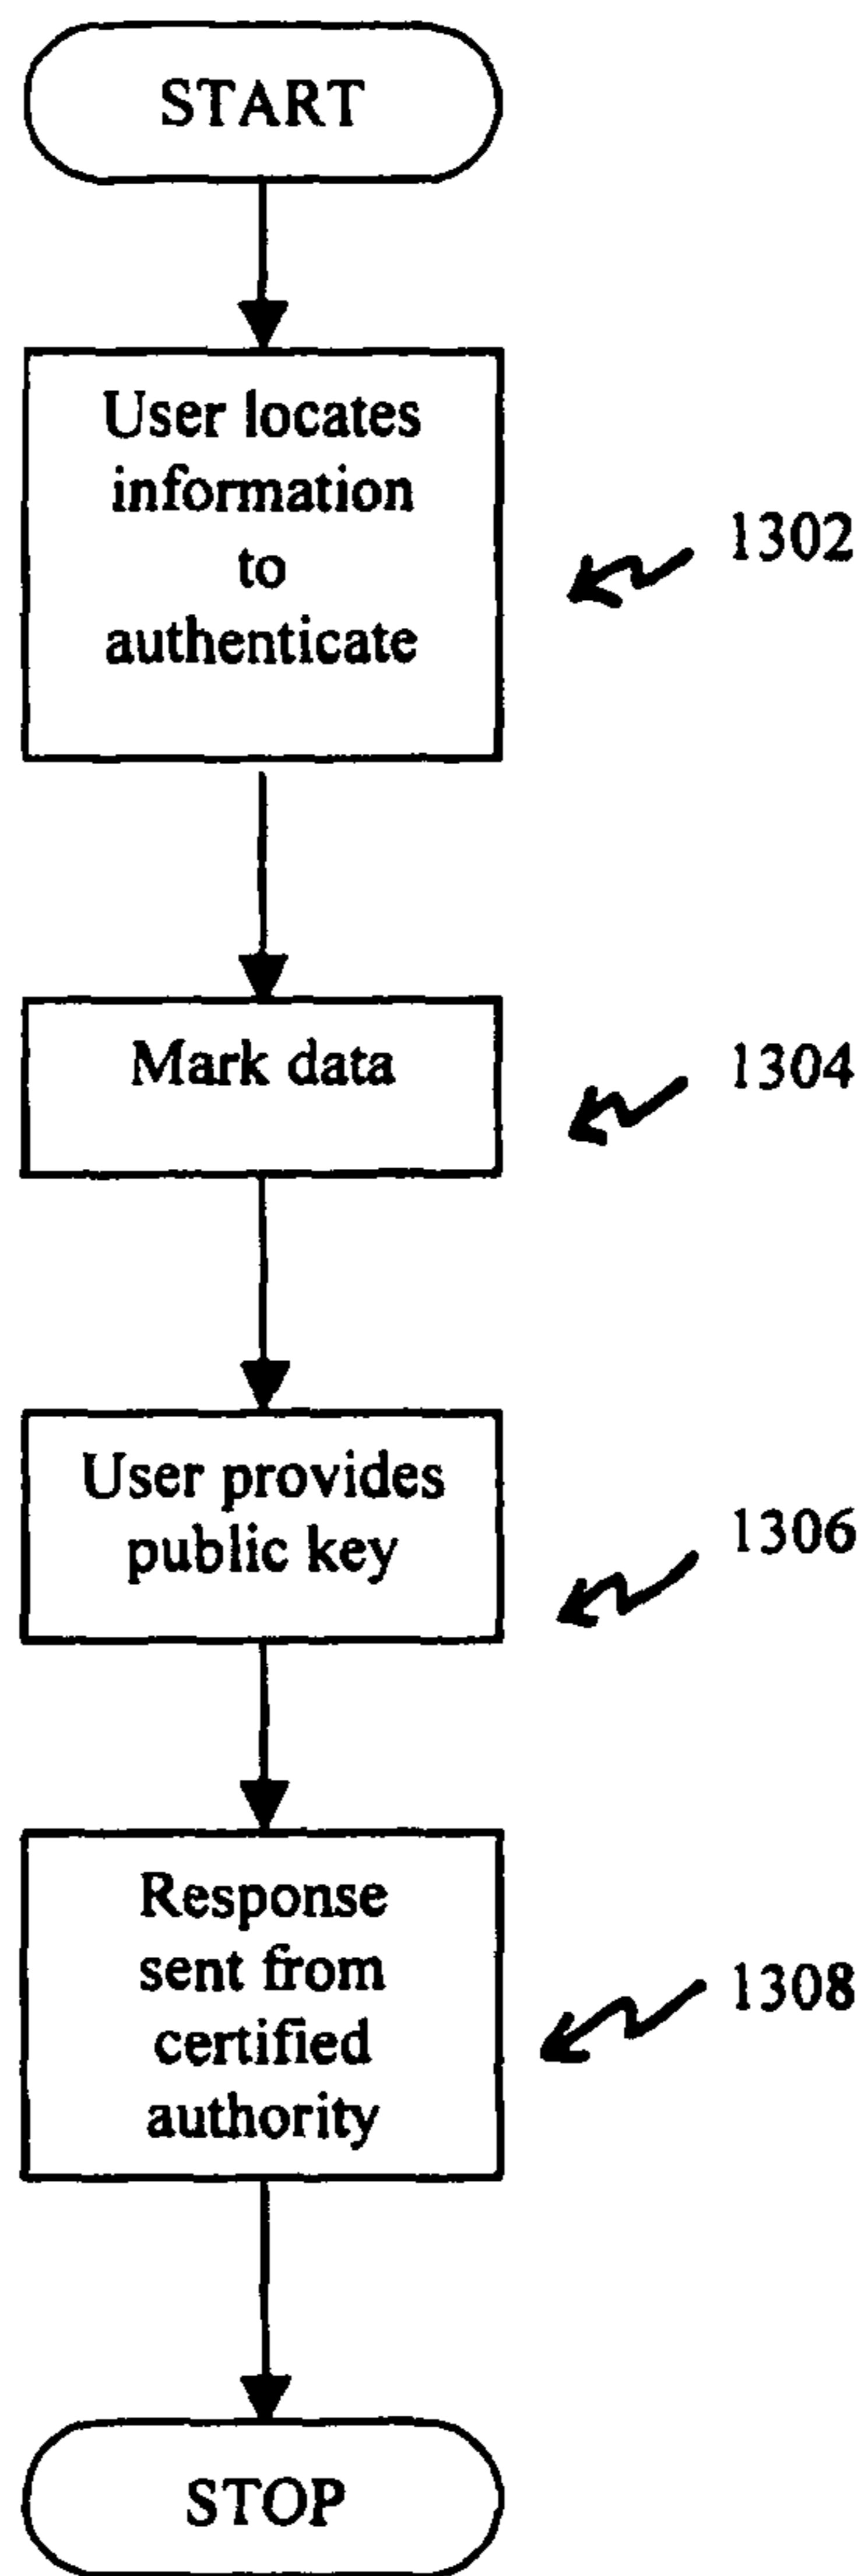 START
User locates
information
to
authenticate
1302
Mark data
1304
User provides
public key
1306
Response
sent from
certified
authority
1308
STOP